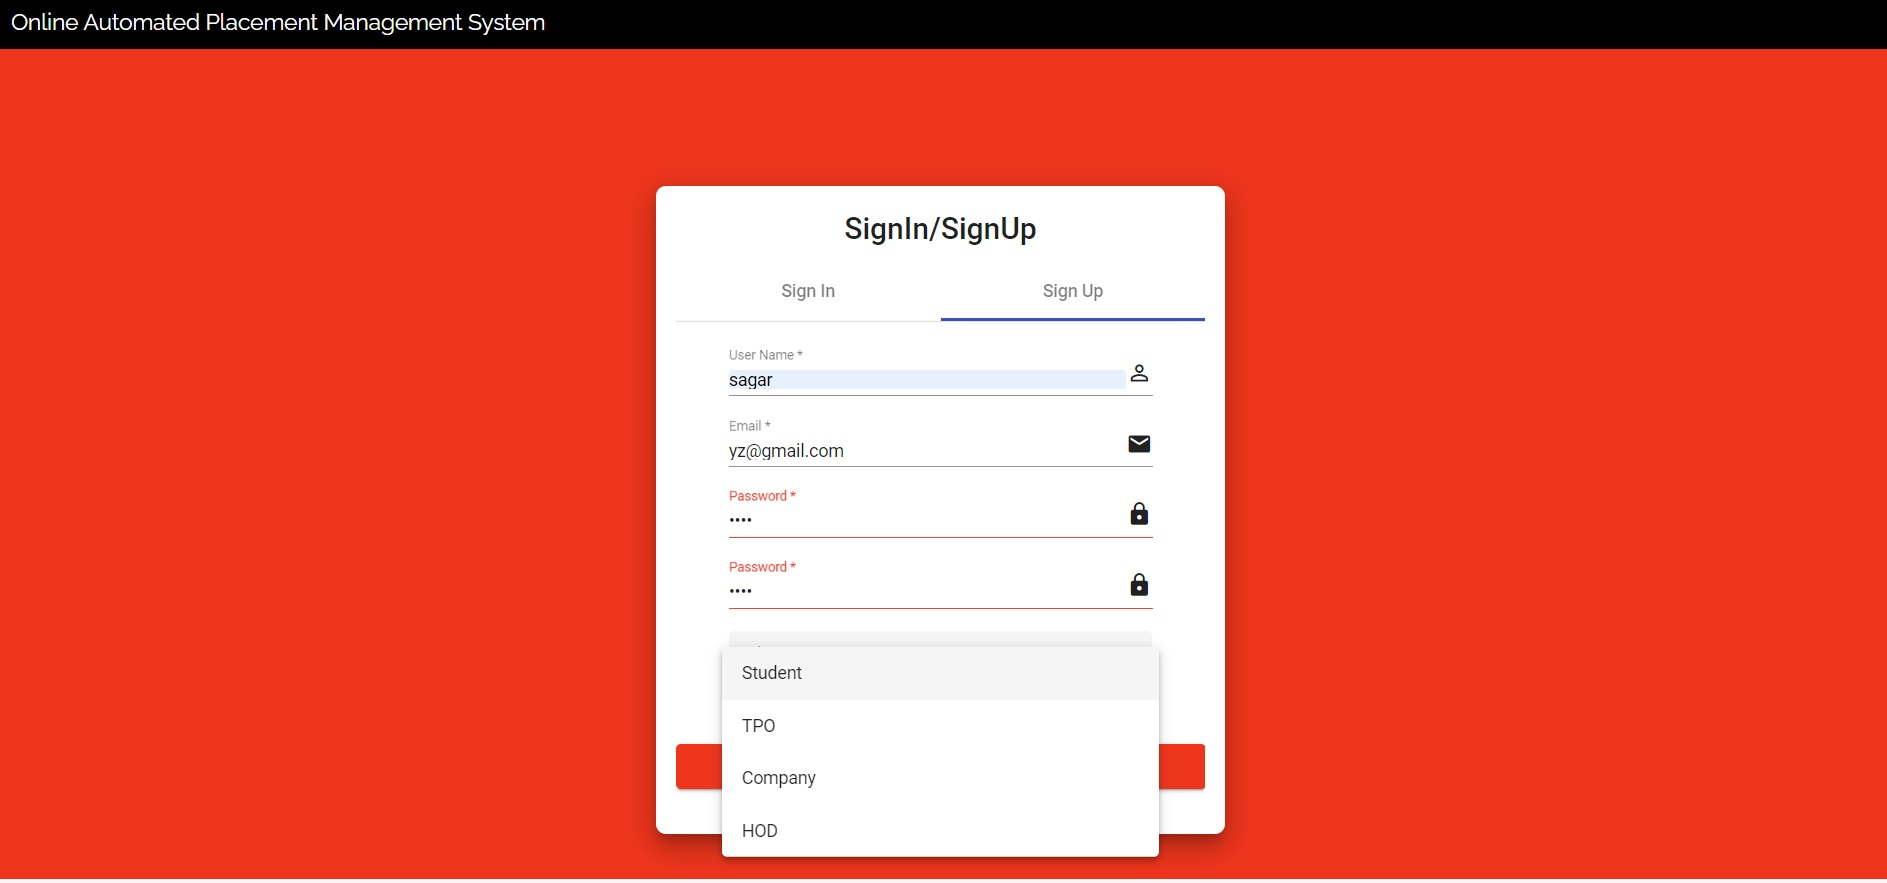 Online Automated Placement Management System
SignIn/SignUp
Sign In Sign Up
User Name *
sagar
Email *
yz@gmail.com
Password *
••••
Password *
••••
Student
TPO
Company
HOD